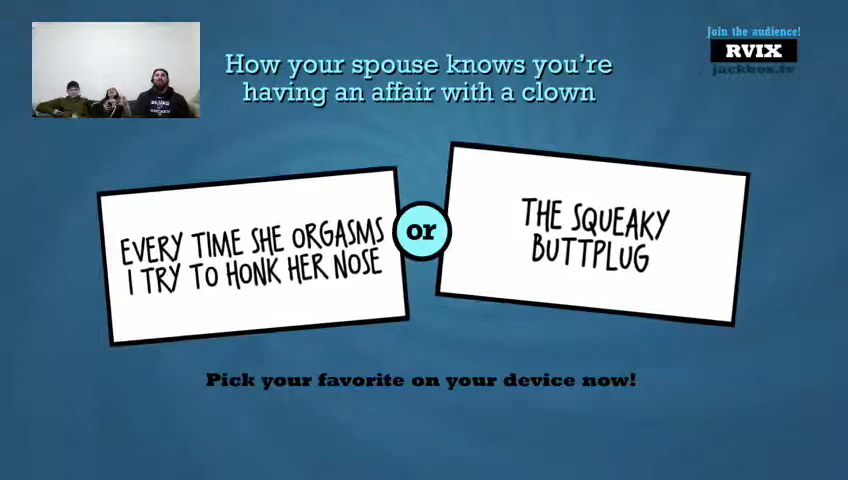 Join the audience!
RVIX
jackbox.tv
How your spouse knows you're
having an affair with a clown
EVERY TIME SHE ORGASMS
I TRY TO HONK HER NOSE
or
THE SQUEAKY
BUTTPLUG
Pick your favorite on your device now!